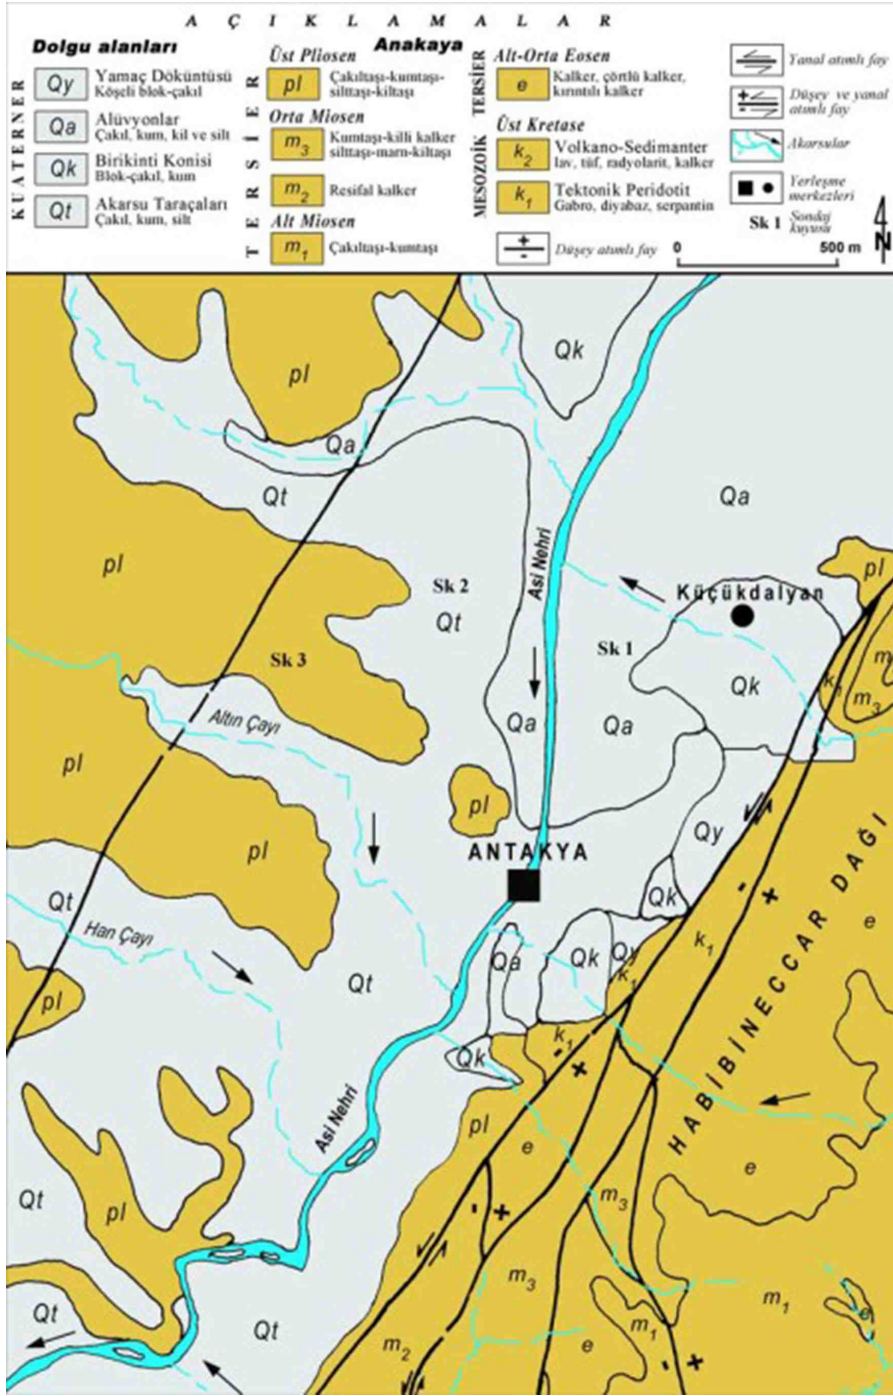 A Ç I K L A M A L A R
Dolgu alanları
KUATERNER
Qy Yamaç Döküntüsü
Köşeli blok-çakıl
Qa Alüvyonlar
Çakıl, kum, kil ve silt
Qk Birikinti Konisi
Blok-çakıl, kum
Qt Akarsu Taraçaları
Çakıl, kum, silt
Anakaya
TERSİER
Üst Pliosen
pl Çakıltaşı-kumtaşı-
silttaşı-kiltaşı
Orta Miosen
m3 Kumtaşı-killi kalker
silttaşı-marn-kiltaşı
m2 Resifal kalker
Alt Miosen
m1 Çakıltaşı-kumtaşı
TERSİER
Alt-Orta Eosen
e Kalker, çörtlü kalker,
kırıntılı kalker
MESOZOİK
Üst Kretase
k2 Volkano-Sedimanter
lav, tüf, radyolarit, kalker
k1 Tektonik Peridotit
Gabro, diyabaz, serpantin
+ - Düşey atımlı fay
Yanal atımlı fay
+ - Düşey ve yanal
atımlı fay
Akarsular
Yerleşme
merkezleri
Sk 1 Sondaj
kuyusu
0 500 m
N
Qk
pl
Qa
Qt
Qa
Asi Nehri
pl
pl
Küçükdalyan
Sk 2
Qt
Sk 1
Sk 3
m
k1
m3
Qk
Altın Çayı
Qa
Qa
pl
pl
Qy
pl
ANTAKYA
Qt
Qk
HABİBİNECCAR DAĞI
e
Han Çayı
k1
Qa
Qk
Qy
k1
Qt
pl
k1
Qk
Asi Nehri
pl
e
e
Qt
pl
m3
m3
m1
e
Qt
Qt
m1
m2
e